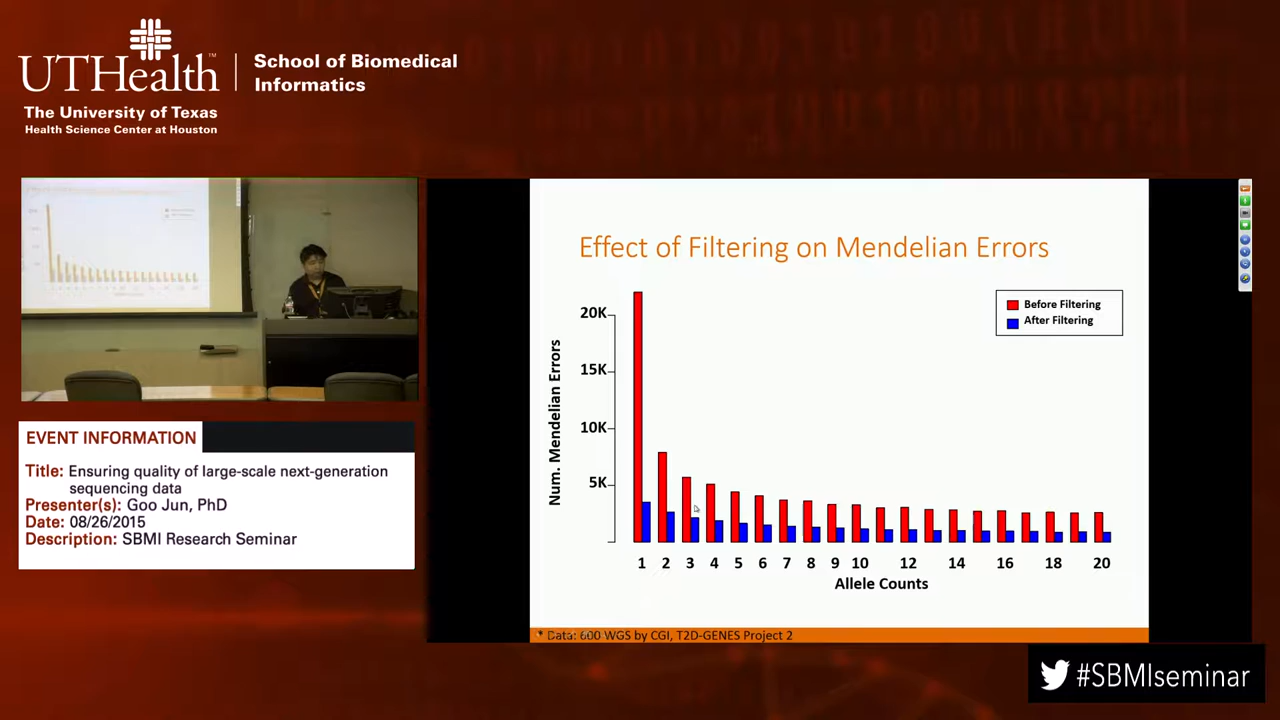 UTHealth™
The University of Texas
Health Science Center at Houston
School of Biomedical
Informatics
EVENT INFORMATION
Title: Ensuring quality of large-scale next-generation
sequencing data
Presenter(s): Goo Jun, PhD
Date: 08/26/2015
Description: SBMI Research Seminar
Effect of Filtering on Mendelian Errors
Before Filtering
After Filtering
Num. Mendelian Errors
20K
15K
10K
5K
1 2 3 4 5 6 7 8 9 10 12 14 16 18 20
Allele Counts
* Data: 600 WGS by CGI, T2D-GENES Project 2
#SBMIseminar